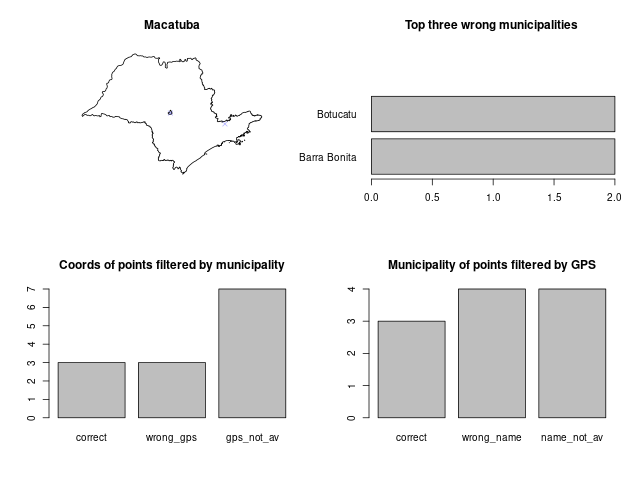 Macatuba
Top three wrong municipalities
Botucatu
Barra Bonita
0.0 0.5 1.0 1.5 2.0
Coords of points filtered by municipality
7
6
5
4
3
2
1
0
correct wrong_gps gps_not_av
Municipality of points filtered by GPS
4
3
2
1
0
correct wrong_name name_not_av